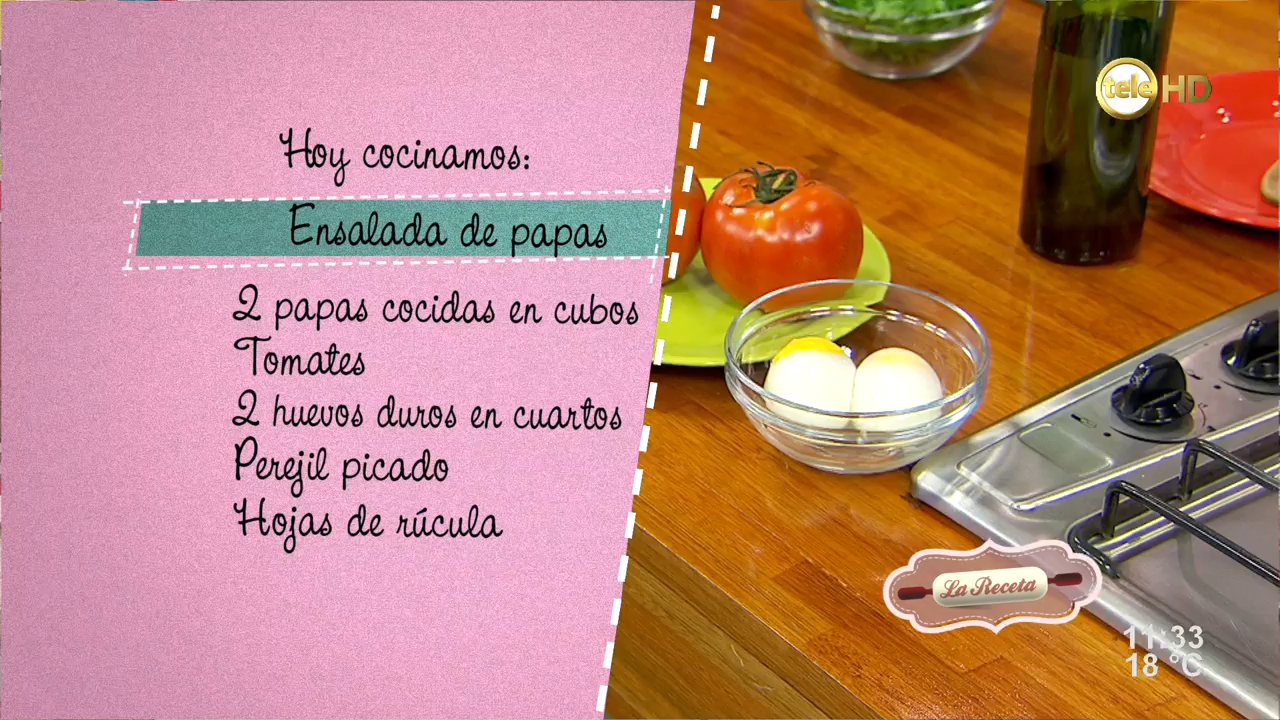 Hoy cocinamos:
Ensalada de papas
2 papas cocidas en cubos
Tomates
2 huevos duros en cuartos
Perejil picado
Hojas de rúcula
tele HD
La Receta
11:33
18 °C